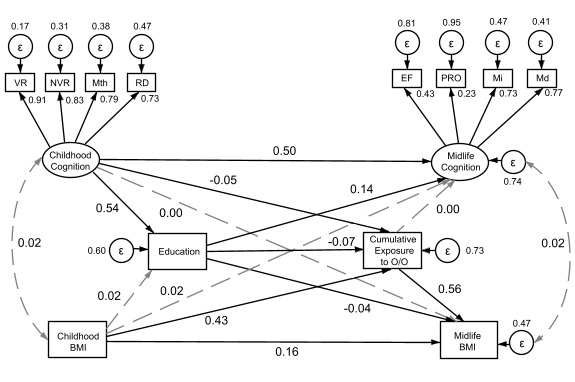 0.17 0.31 0.38 0.47
ε ε ε ε
VR NVR Mth RD
0.91 0.83 0.79 0.73
0.81 0.95 0.47 0.41
ε ε ε ε
EF PRO Mi Md
0.43 0.23 0.73 0.77
Childhood
Cognition
0.50
Midlife
Cognition
ε
0.74
-0.05
0.14
0.54
0.00
0.00
0.02
0.60
ε
Education
-0.07
Cumulative
Exposure
to O/O
ε
0.73
0.02
0.02
0.02
0.56
0.43
-0.04
Childhood
BMI
0.16
Midlife
BMI
0.47
ε